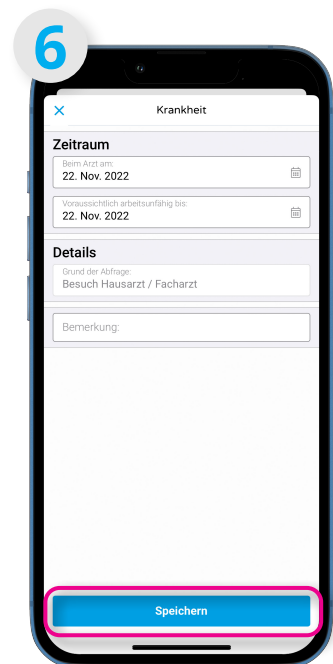 6
Krankheit
Zeitraum
Beim Arzt am:
22. Nov. 2022
Voraussichtlich arbeitsunfähig bis:
22. Nov. 2022
Details
Grund der Abfrage:
Besuch Hausarzt / Facharzt
Bemerkung:
Speichern